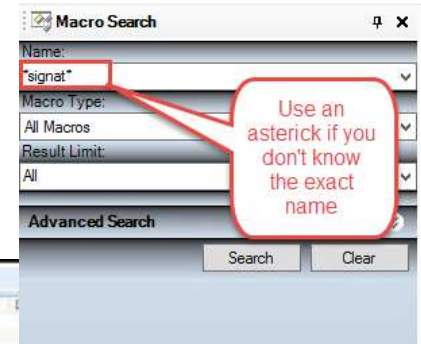 Macro Search
Name:
*signat*
Macro Type:
All Macros
Result Limit:
All
Use an
asterick if you
don't know
the exact
name
Advanced Search
Search Clear